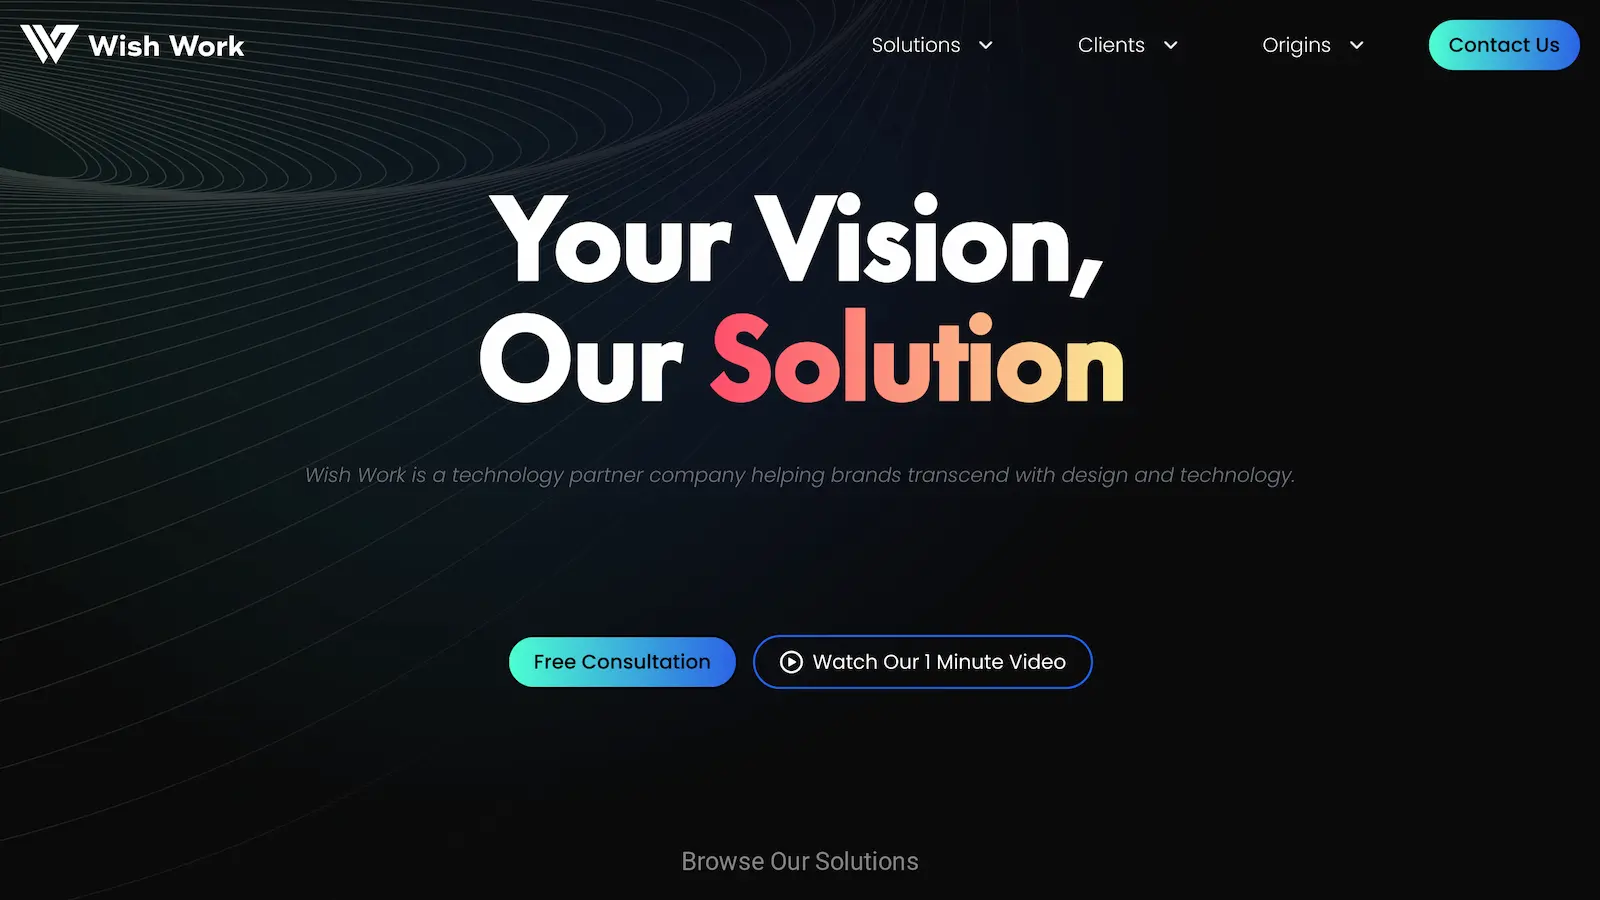 Wish Work
Solutions
Clients
Origins
Contact Us
Your Vision,
Our Solution
Wish Work is a technology partner company helping brands transcend with design and technology.
Free Consultation
Watch Our 1 Minute Video
Browse Our Solutions